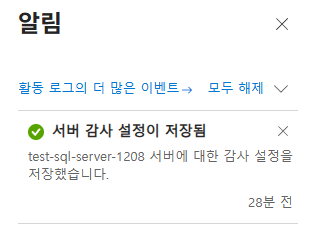 알림
활동 로그의 더 많은 이벤트→ 모두 해제
서버 감사 설정이 저장됨
test-sql-server-1208 서버에 대한 감사 설정을
저장했습니다.
28분 전